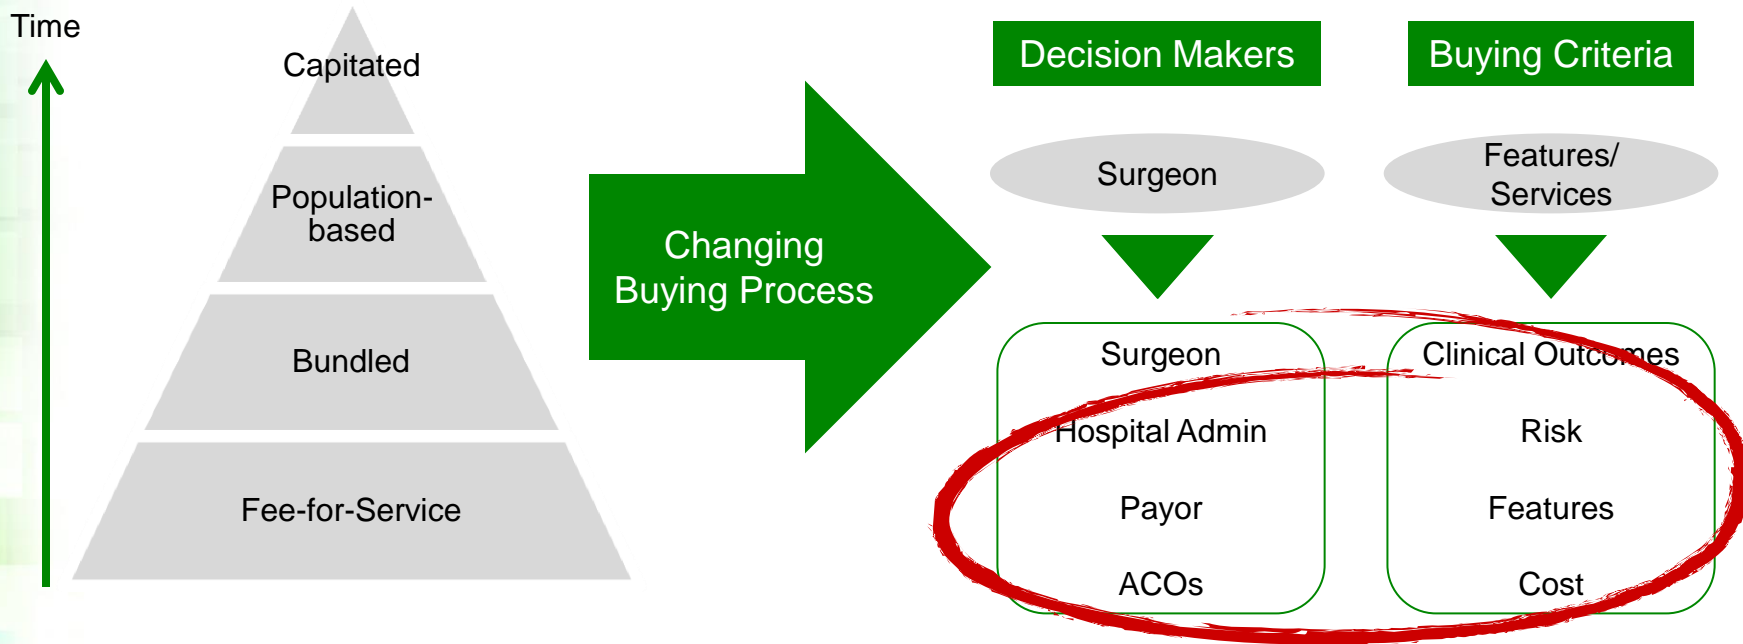 Time
Capitated
Population-
based
Bundled
Fee-for-Service
Changing
Buying Process
Decision Makers
Surgeon
Surgeon
Hospital Admin
Payor
ACOs
Buying Criteria
Features/
Services
Clinical Outcomes
Risk
Features
Cost